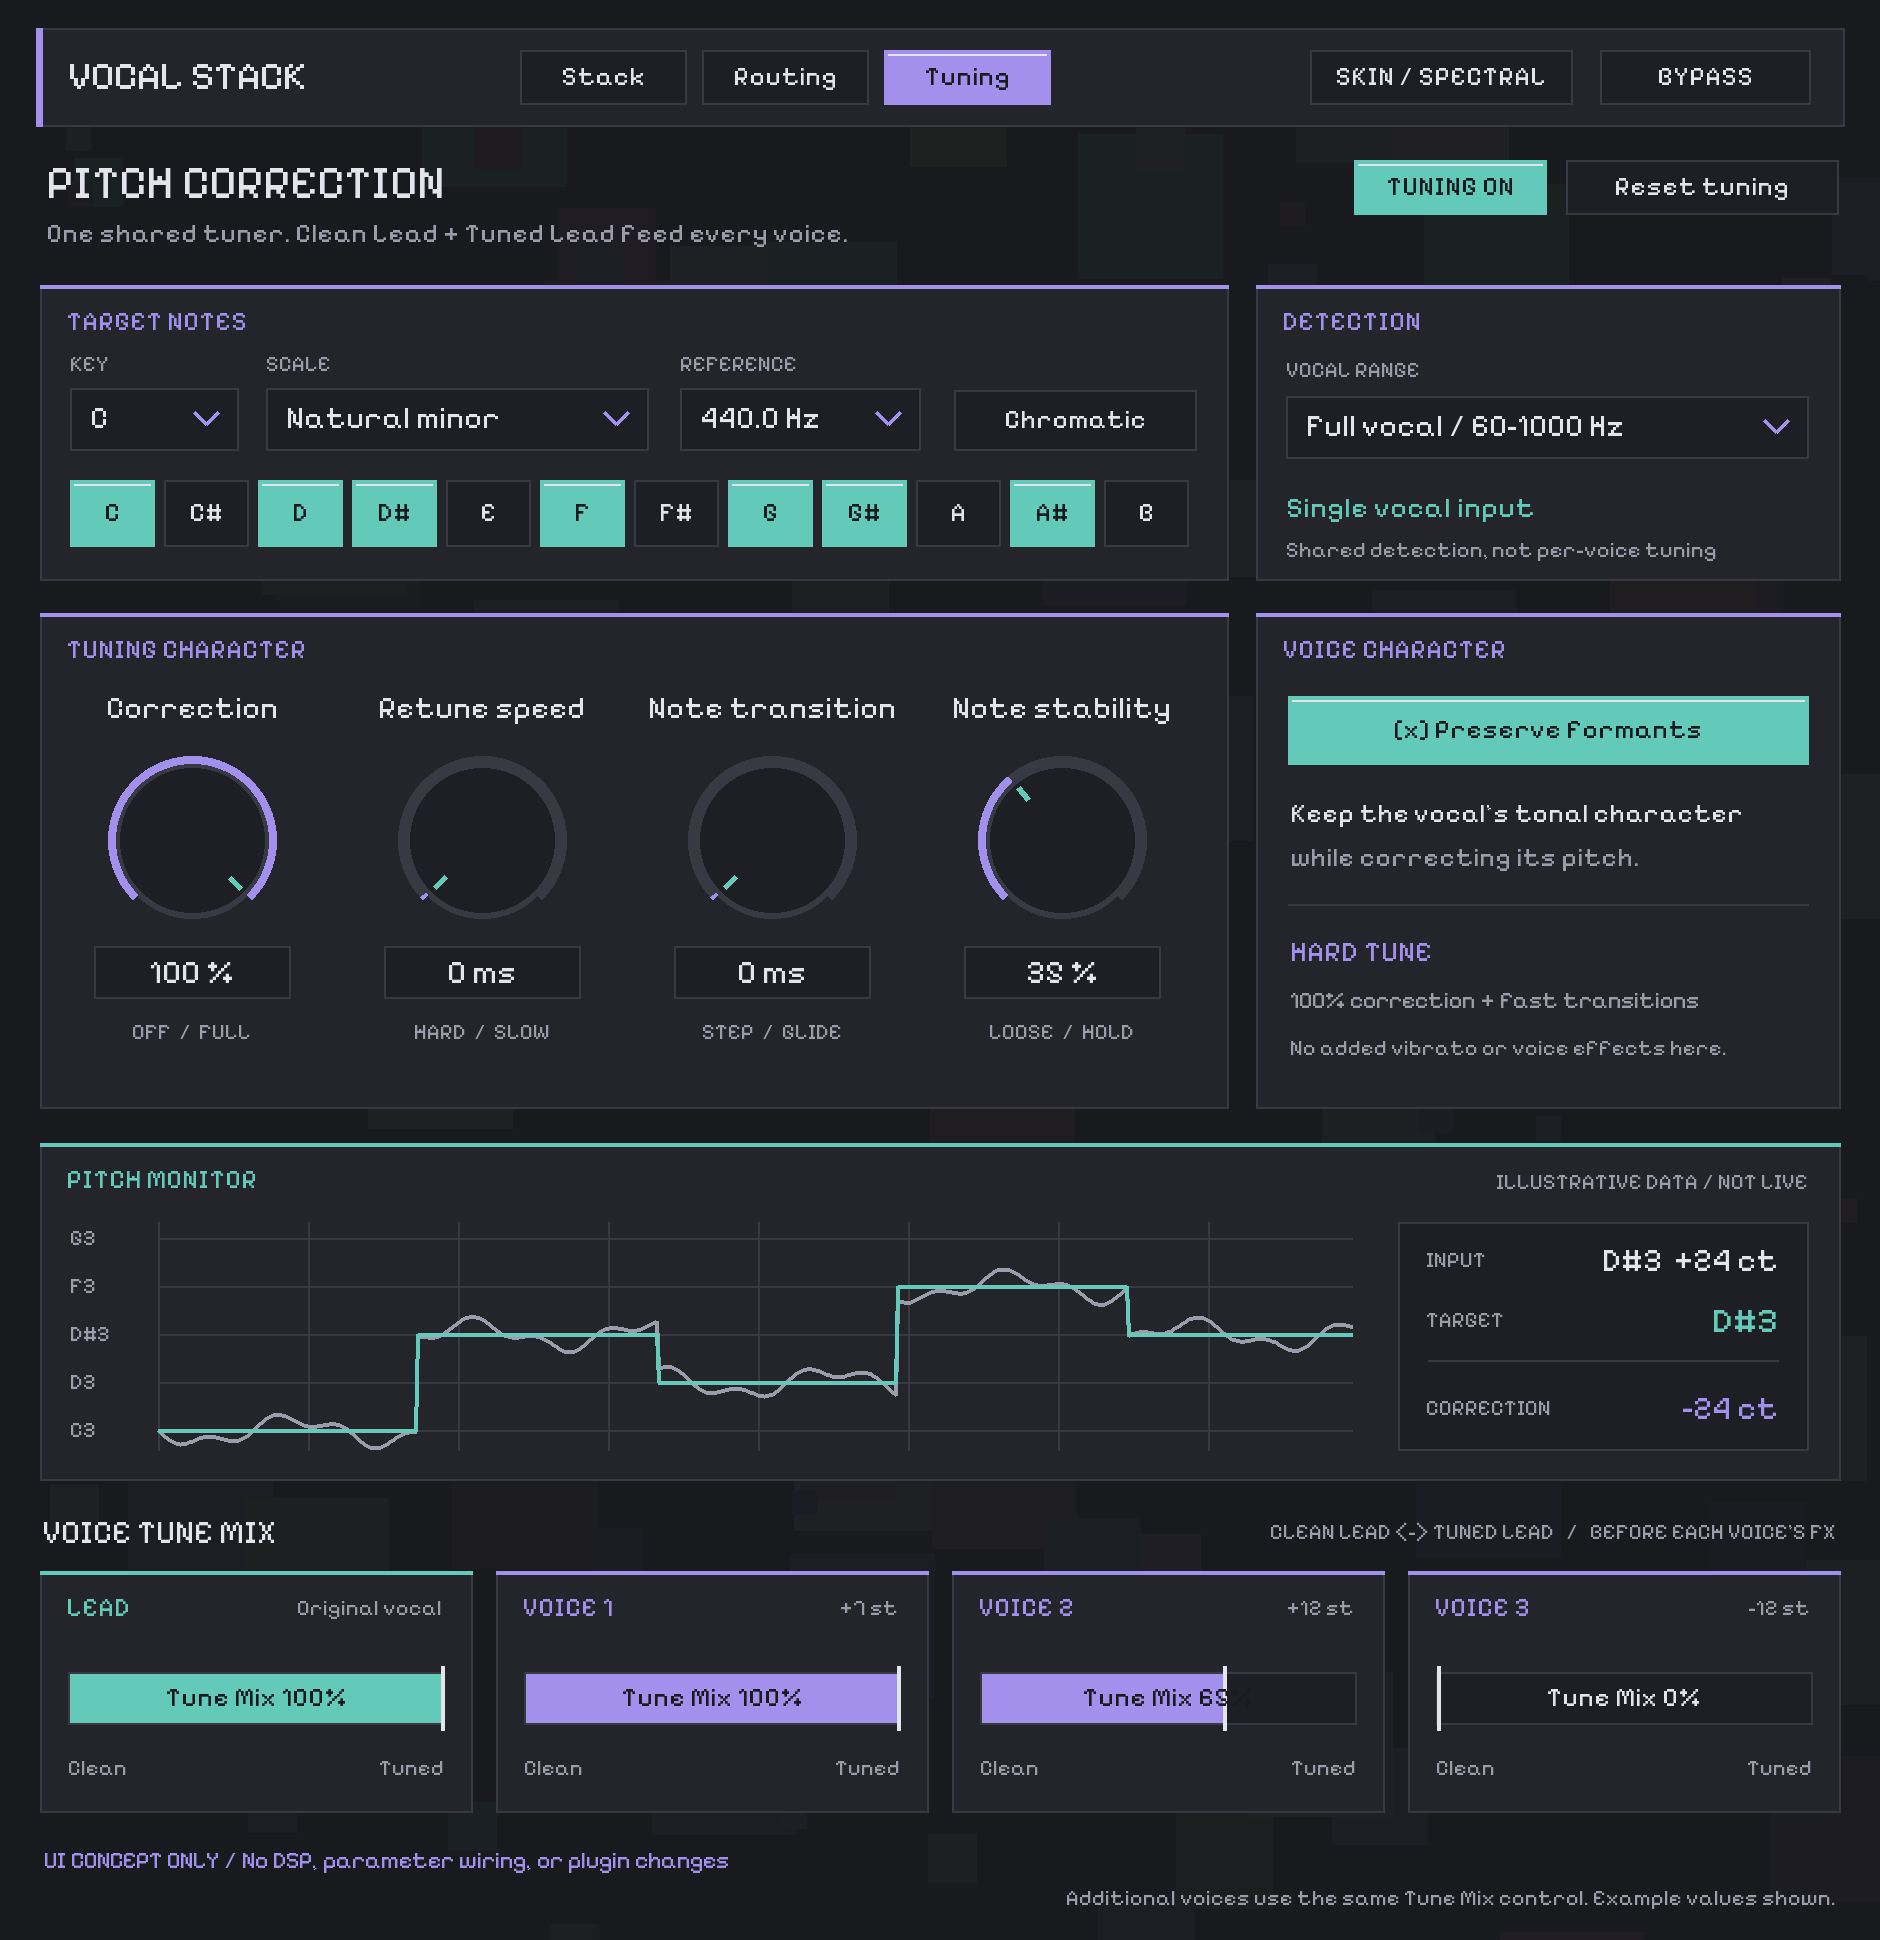 VOCAL STACK
Stack
Routing
Tuning
SKIN / SPECTRAL
BYPASS
PITCH CORRECTION
One shared tuner. Clean Lead + Tuned Lead feed every voice.
TUNING ON
Reset tuning
TARGET NOTES
KEY
SCALE
REFERENCE
C
Natural minor
440.0 Hz
Chromatic
C
C#
D
D#
E
F
F#
G
G#
A
A#
B
DETECTION
VOCAL RANGE
Full vocal / 60-1000 Hz
Single vocal input
Shared detection, not per-voice tuning
TUNING CHARACTER
Correction
Retune speed
Note transition
Note stability
100 %
0 ms
0 ms
35 %
OFF / FULL
HARD / SLOW
STEP / GLIDE
LOOSE / HOLD
VOICE CHARACTER
[x] Preserve formants
Keep the vocal's tonal character
while correcting its pitch.
HARD TUNE
100% correction + fast transitions
No added vibrato or voice effects here.
PITCH MONITOR
ILLUSTRATIVE DATA / NOT LIVE
G3
F3
D#3
D3
C3
INPUT
D#3 +24 ct
TARGET
D#3
CORRECTION
-24 ct
VOICE TUNE MIX
CLEAN LEAD <-> TUNED LEAD / BEFORE EACH VOICE'S FX
LEAD
Original vocal
Tune Mix 100%
Clean
Tuned
VOICE 1
+7 st
Tune Mix 100%
Clean
Tuned
VOICE 2
+12 st
Tune Mix 65%
Clean
Tuned
VOICE 3
-12 st
Tune Mix 0%
Clean
Tuned
UI CONCEPT ONLY / No DSP, parameter wiring, or plugin changes
Additional voices use the same Tune Mix control. Example values shown.